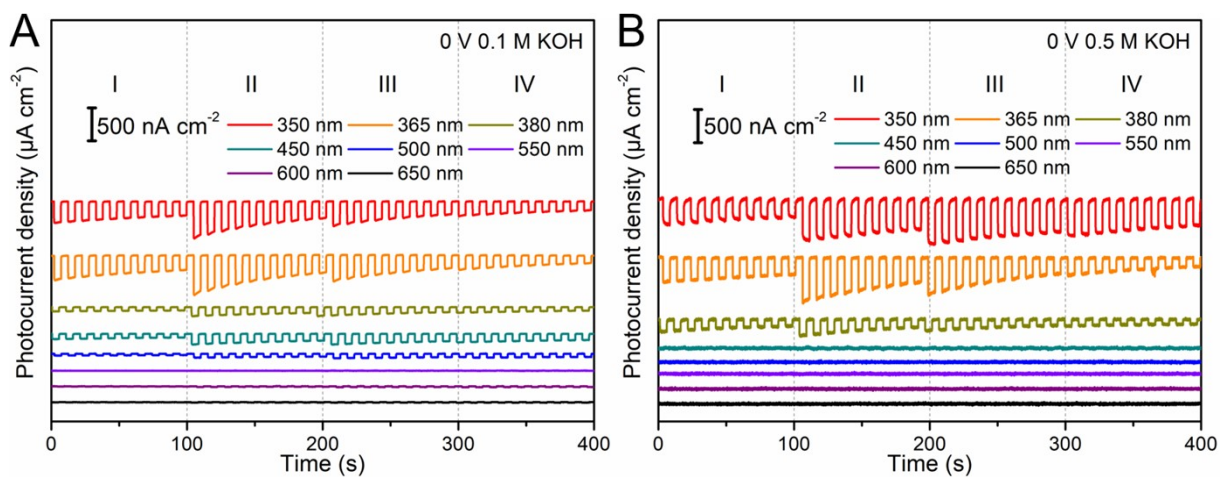 A
0 V 0.1 M KOH
I II III IV
500 nA cm⁻²
350 nm 365 nm 380 nm
450 nm 500 nm 550 nm
600 nm 650 nm
Photocurrent density (μA cm⁻²)
0 100 200 300 400
Time (s)
B
0 V 0.5 M KOH
I II III IV
500 nA cm⁻²
350 nm 365 nm 380 nm
450 nm 500 nm 550 nm
600 nm 650 nm
Photocurrent density (μA cm⁻²)
0 100 200 300 400
Time (s)